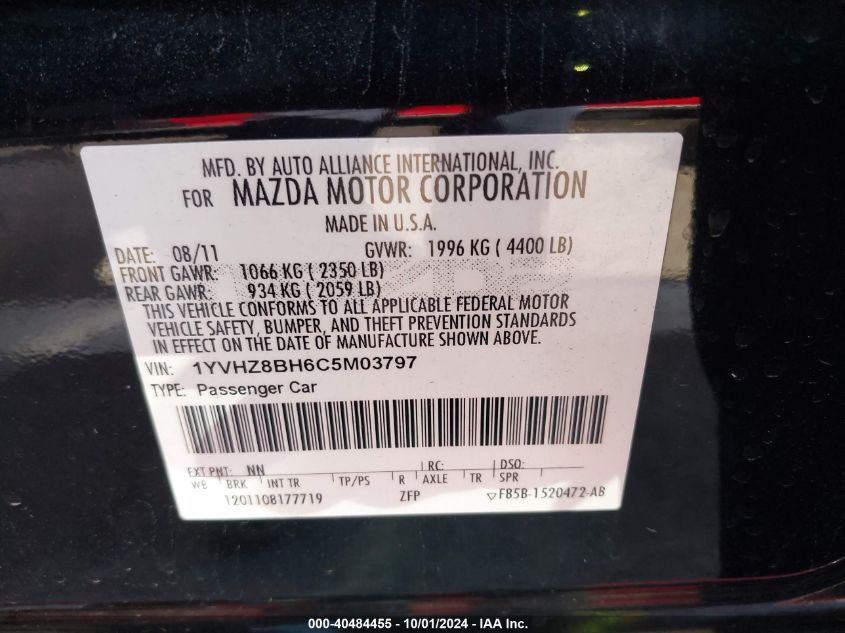 MFD. BY AUTO ALLIANCE INTERNATIONAL, INC.
FOR MAZDA MOTOR CORPORATION
MADE IN U.S.A.
DATE: 08/11 GVWR: 1996 KG ( 4400 LB)
FRONT GAWR: 1066 KG ( 2350 LB)
REAR GAWR: 934 KG ( 2059 LB)
THIS VEHICLE CONFORMS TO ALL APPLICABLE FEDERAL MOTOR
VEHICLE SAFETY, BUMPER, AND THEFT PREVENTION STANDARDS
IN EFFECT ON THE DATE OF MANUFACTURE SHOWN ABOVE.
VIN: 1YVHZ8BH6C5M03797
TYPE: Passenger Car
EXT PNT: NN RC: DSO:
WB BRK INT TR TP/PS R AXLE TR SPR
1201108177719 ZFP ▽FB5B-1520472-AB
000-40484455 - 10/01/2024 - IAA Inc.